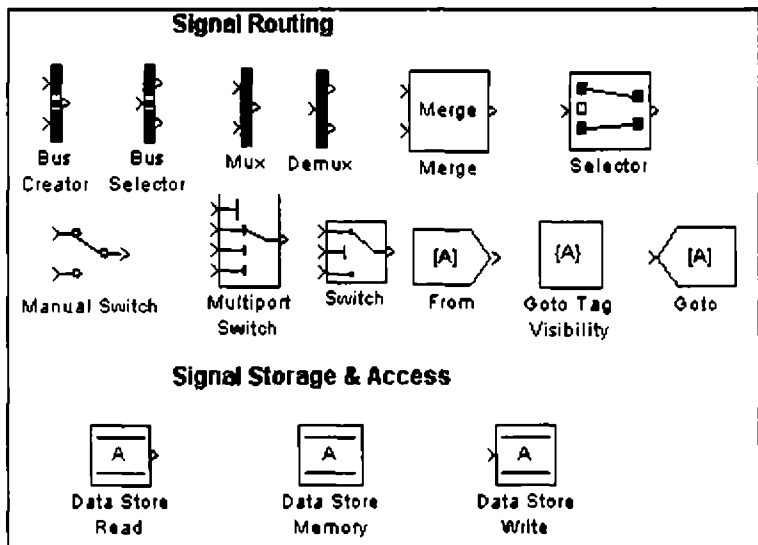 Signal Routing
Merge
Bus Creator
Bus Selector
Mux
Demux
Merge
Selector
[A]
{A}
[A]
Manual Switch
Multiport Switch
Switch
From
Goto Tag Visibility
Goto
Signal Storage & Access
A
A
A
Data Store Read
Data Store Memory
Data Store Write